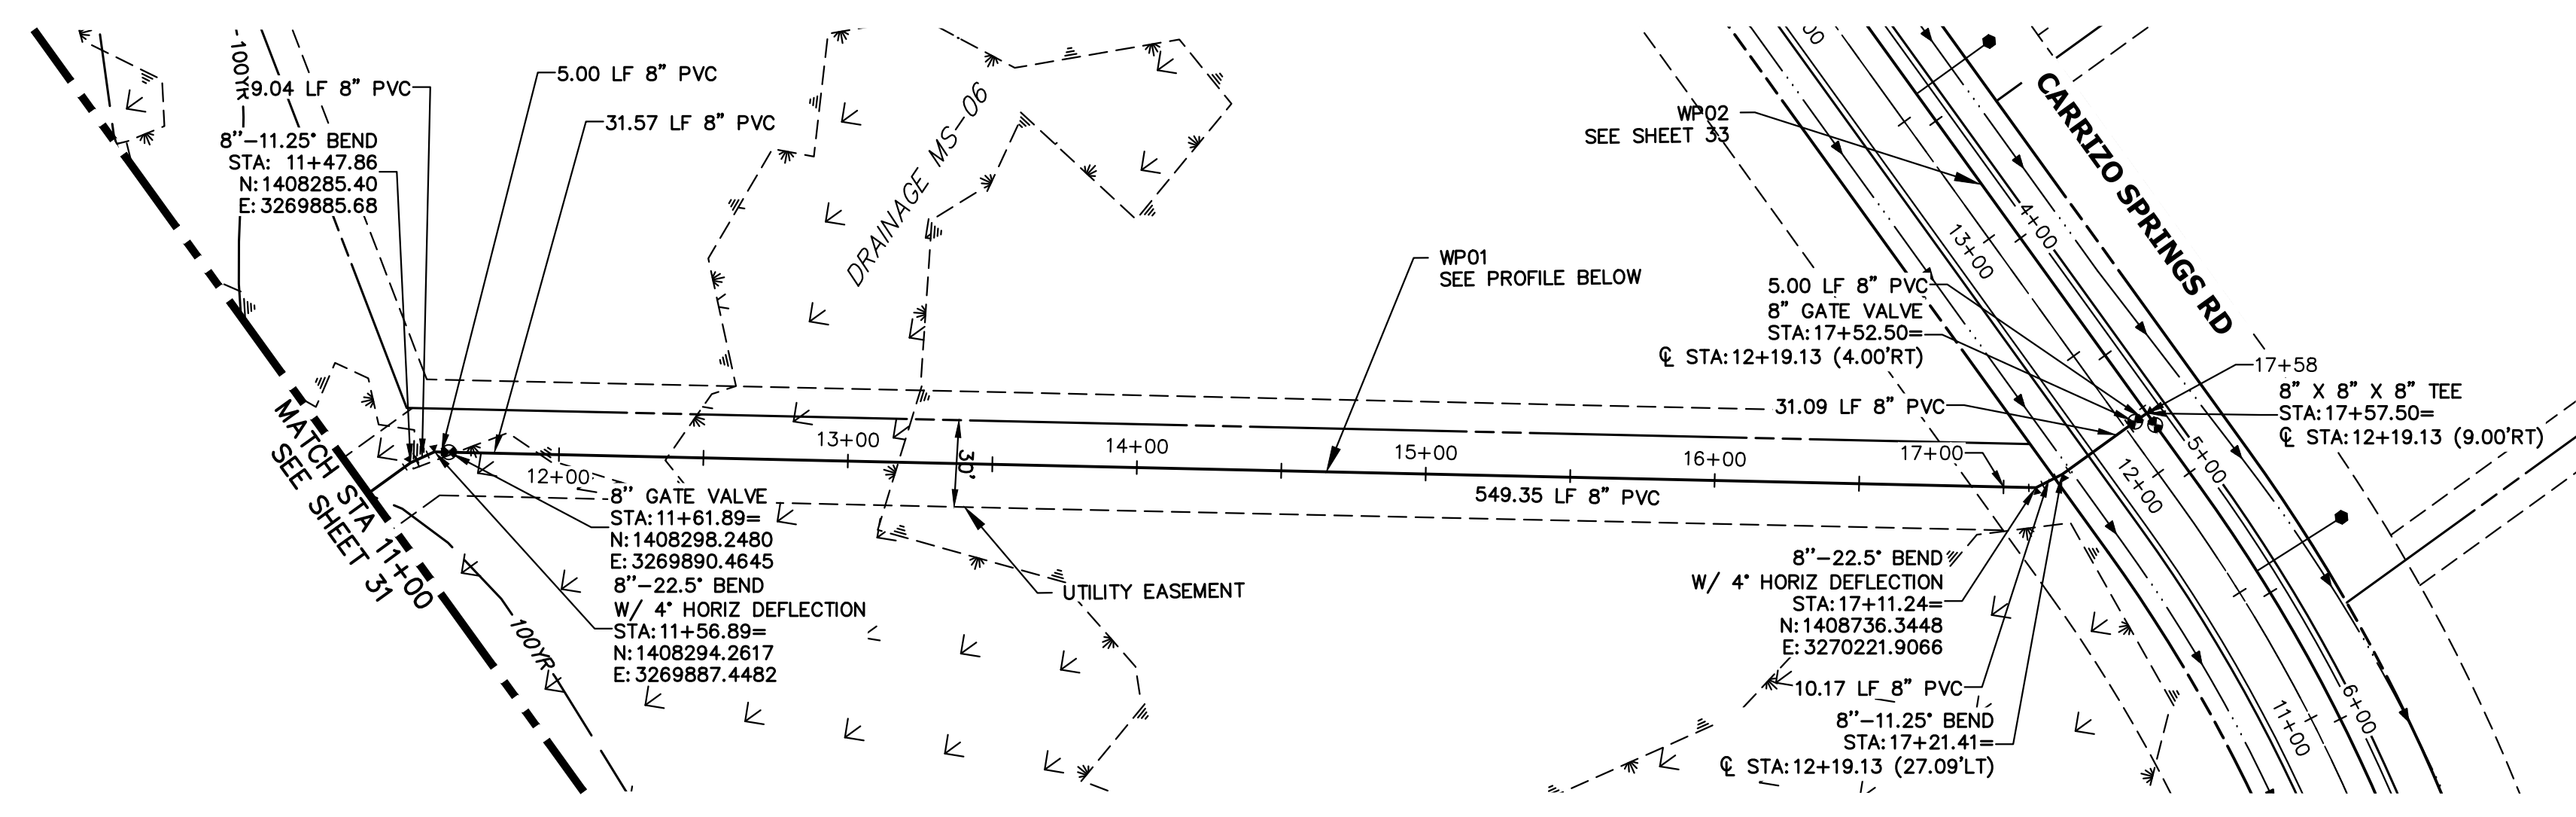 100YR
9.04 LF 8" PVC
8"-11.25° BEND
STA: 11+47.86
N:1408285.40
E:3269885.68
5.00 LF 8" PVC
31.57 LF 8" PVC
DRAINAGE MS-06
WP01
SEE PROFILE BELOW
WP02
SEE SHEET 33
CARRIZO SPRINGS RD
4+00
13+00
5.00 LF 8" PVC
8" GATE VALVE
STA:17+52.50=
℄ STA:12+19.13 (4.00'RT)
31.09 LF 8" PVC
17+58
8" X 8" X 8" TEE
STA:17+57.50=
℄ STA:12+19.13 (9.00'RT)
MATCH STA 11+00
SEE SHEET 31
12+00
13+00
14+00
15+00
16+00
17+00
30'
549.35 LF 8" PVC
5+00
12+00
8" GATE VALVE
STA:11+61.89=
N:1408298.2480
E:3269890.4645
8"-22.5° BEND
W/ 4° HORIZ DEFLECTION
STA:11+56.89=
N:1408294.2617
E:3269887.4482
UTILITY EASEMENT
100YR
8"-22.5° BEND
W/ 4° HORIZ DEFLECTION
STA:17+11.24=
N:1408736.3448
E:3270221.9066
10.17 LF 8" PVC
8"-11.25° BEND
STA:17+21.41=
℄ STA:12+19.13 (27.09'LT)
11+00
6+00